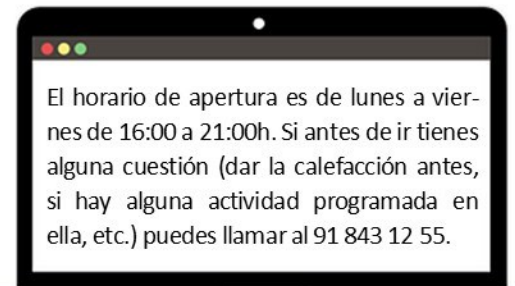 El horario de apertura es de lunes a vier-
nes de 16:00 a 21:00h. Si antes de ir tienes
alguna cuestión (dar la calefacción antes,
si hay alguna actividad programada en
ella, etc.) puedes llamar al 91 843 12 55.